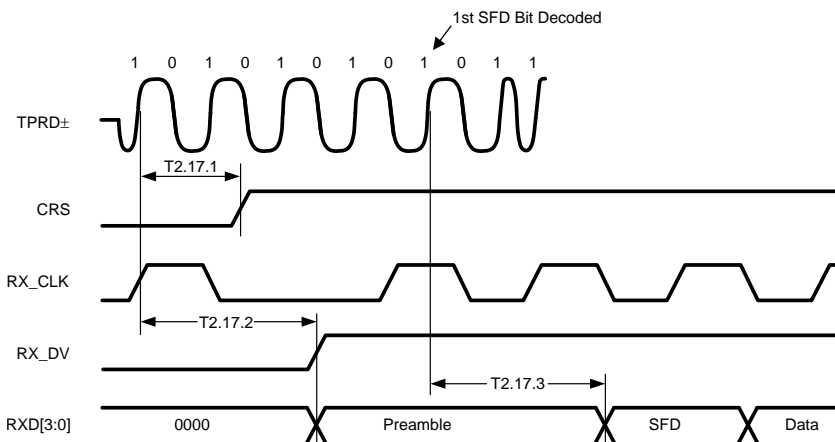 1st SFD Bit Decoded
1 0 1 0 1 0 1 0 1 0 1 1
TPRD±
T2.17.1
CRS
RX_CLK
T2.17.2
RX_DV
T2.17.3
RXD[3:0] 0000 Preamble SFD Data